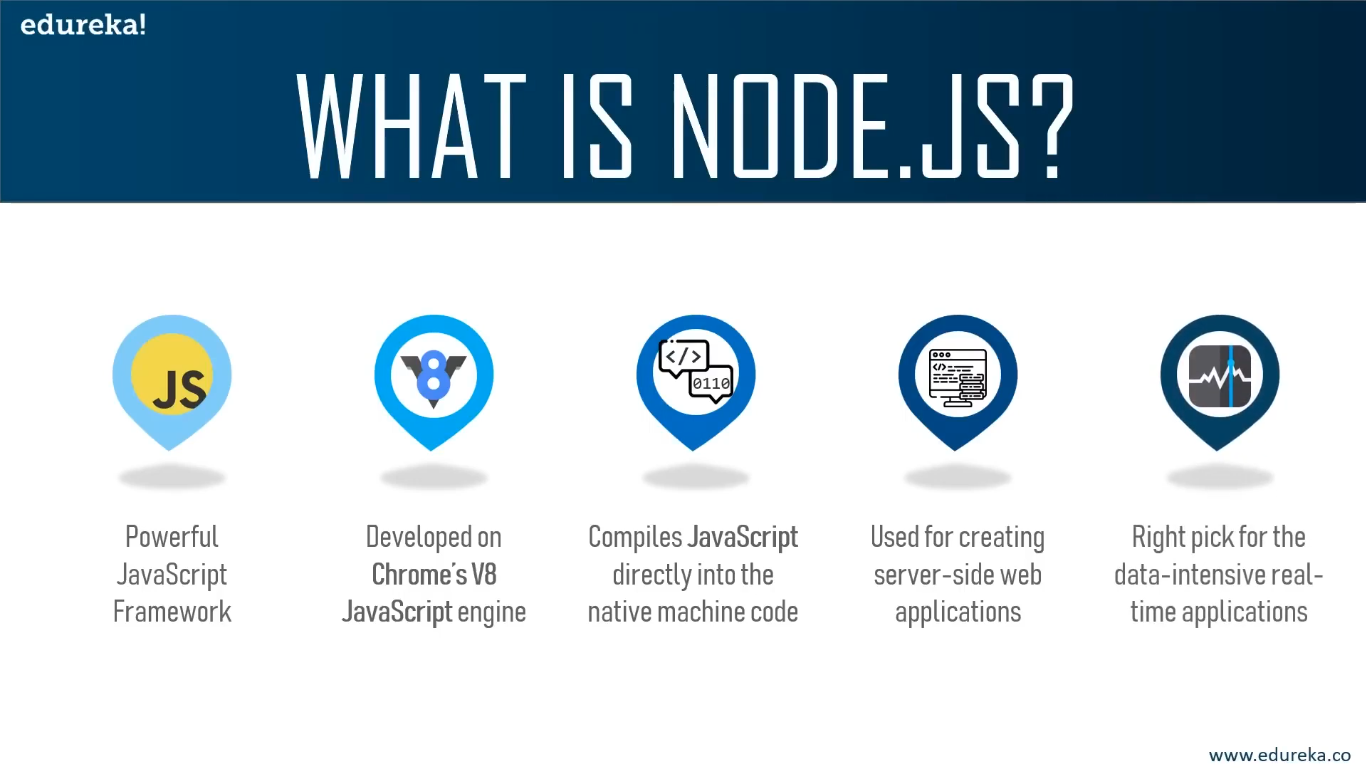 edureka!
WHAT IS NODE.JS?
JS
8
</>
0110
</>
Powerful
JavaScript
Framework
Developed on
Chrome's V8
JavaScript engine
Compiles JavaScript
directly into the
native machine code
Used for creating
server-side web
applications
Right pick for the
data-intensive real-
time applications
www.edureka.co